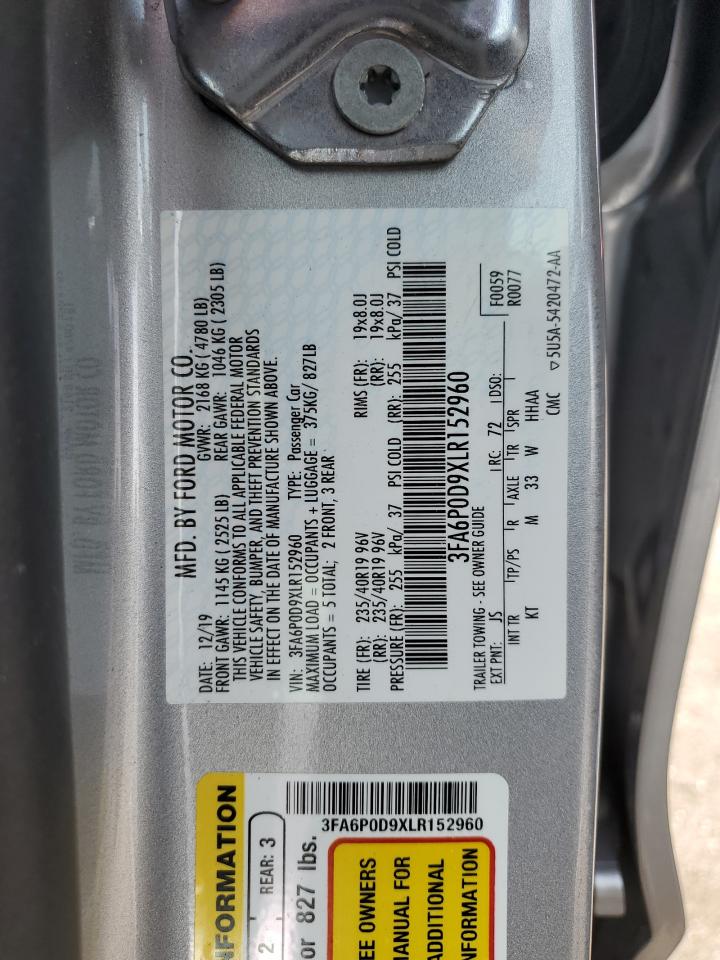 MFD. BY FORD MOTOR CO.
DATE: 12/19 GVWR: 2168 KG ( 4780 LB)
FRONT GAWR: 1145 KG ( 2525 LB) REAR GAWR: 1046 KG ( 2305 LB)
THIS VEHICLE CONFORMS TO ALL APPLICABLE FEDERAL MOTOR
VEHICLE SAFETY, BUMPER, AND THEFT PREVENTION STANDARDS
IN EFFECT ON THE DATE OF MANUFACTURE SHOWN ABOVE.
VIN: 3FA6P0D9XLR152960 TYPE: Passenger Car
MAXIMUM LOAD = OCCUPANTS + LUGGAGE = 375KG/ 827LB
OCCUPANTS = 5 TOTAL; 2 FRONT, 3 REAR
TIRE (FR): 235/40R19 96V RIMS (FR): 19x8.0J
(RR): 235/40R19 96V (RR): 19x8.0J
PRESSURE (FR): 255 kPa/ 37 PSI COLD (RR): 255 kPa/ 37 PSI COLD
3FA6P0D9XLR152960
TRAILER TOWING - SEE OWNER GUIDE F0059
EXT PNT: JS RC: 72 DSO: R0077
INT TR TP/PS R AXLE TR SPR
KT M 33 W HHAA
CMC ▽5U5A-5420472-AA
NFORMATION
2 REAR: 3
or 827 lbs.
3FA6P0D9XLR152960
EE OWNERS
MANUAL FOR
ADDITIONAL
NFORMATION